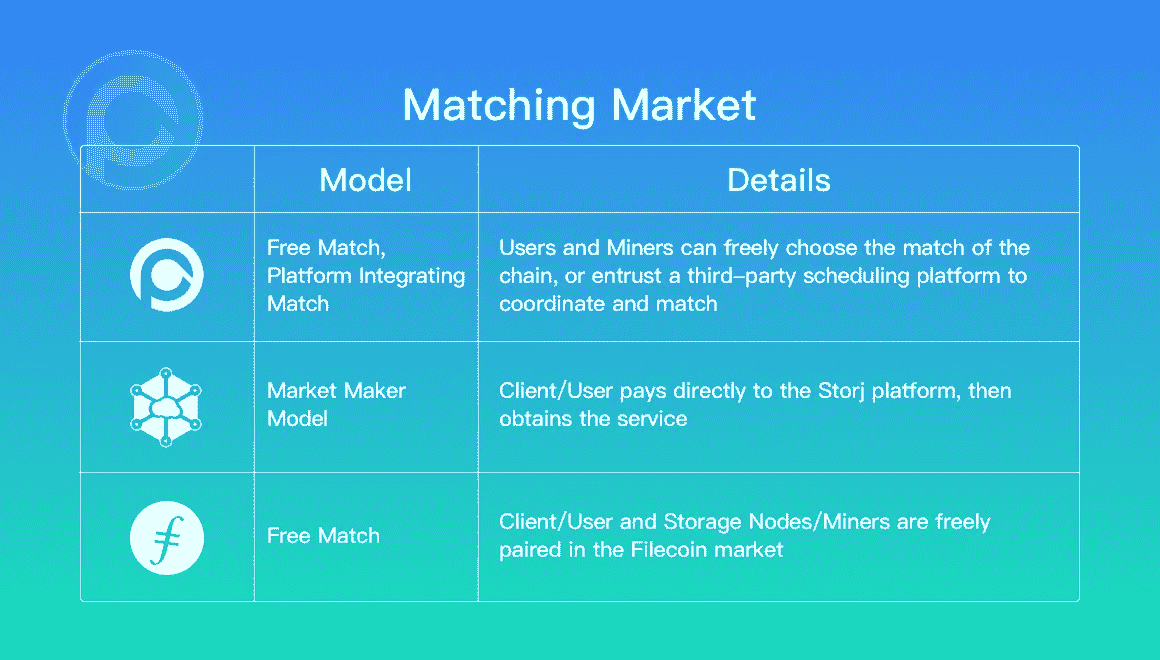 Matching Market
Model
Details
Free Match,
Platform Integrating
Match
Users and Miners can freely choose the match of the
chain, or entrust a third-party scheduling platform to
coordinate and match
Market Maker
Model
Client/User pays directly to the Storj platform, then
obtains the service
Free Match
Client/User and Storage Nodes/Miners are freely
paired in the Filecoin market